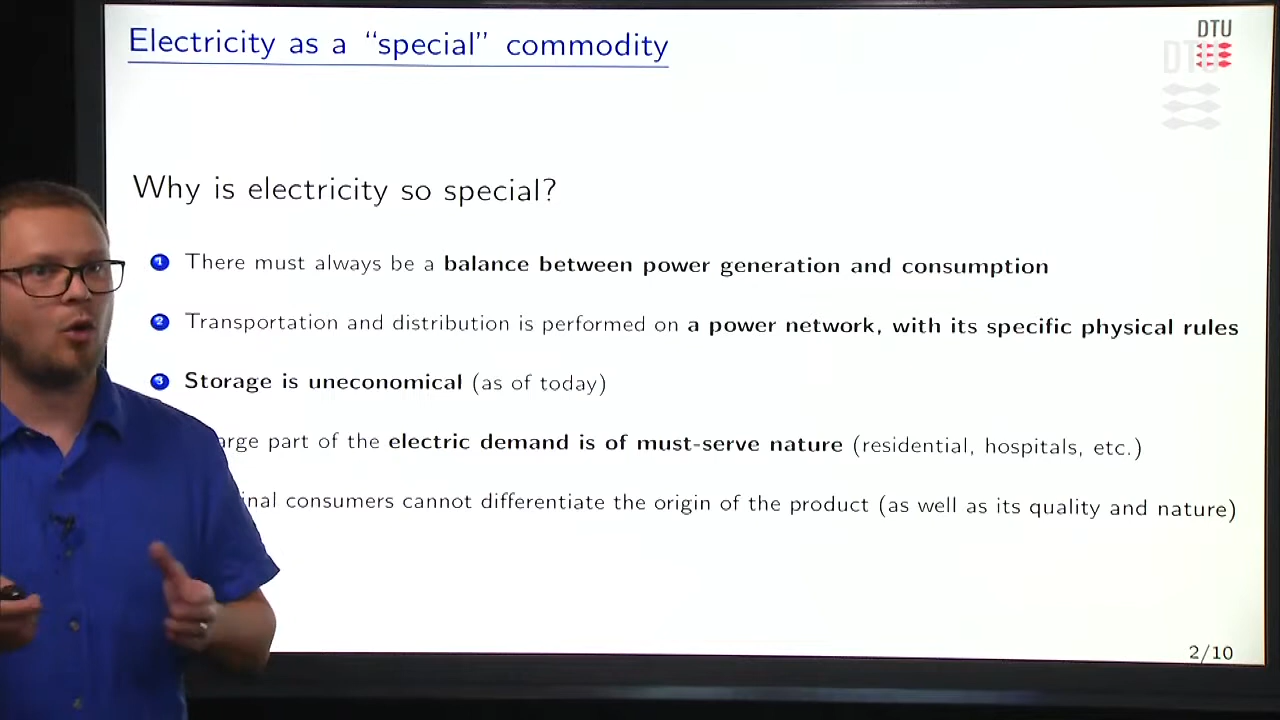 Electricity as a “special” commodity
DTU
DTU
Why is electricity so special?
1 There must always be a balance between power generation and consumption
2 Transportation and distribution is performed on a power network, with its specific physical rules
3 Storage is uneconomical (as of today)
part of the electric demand is of must-serve nature (residential, hospitals, etc.)
consumers cannot differentiate the origin of the product (as well as its quality and nature)
2/10